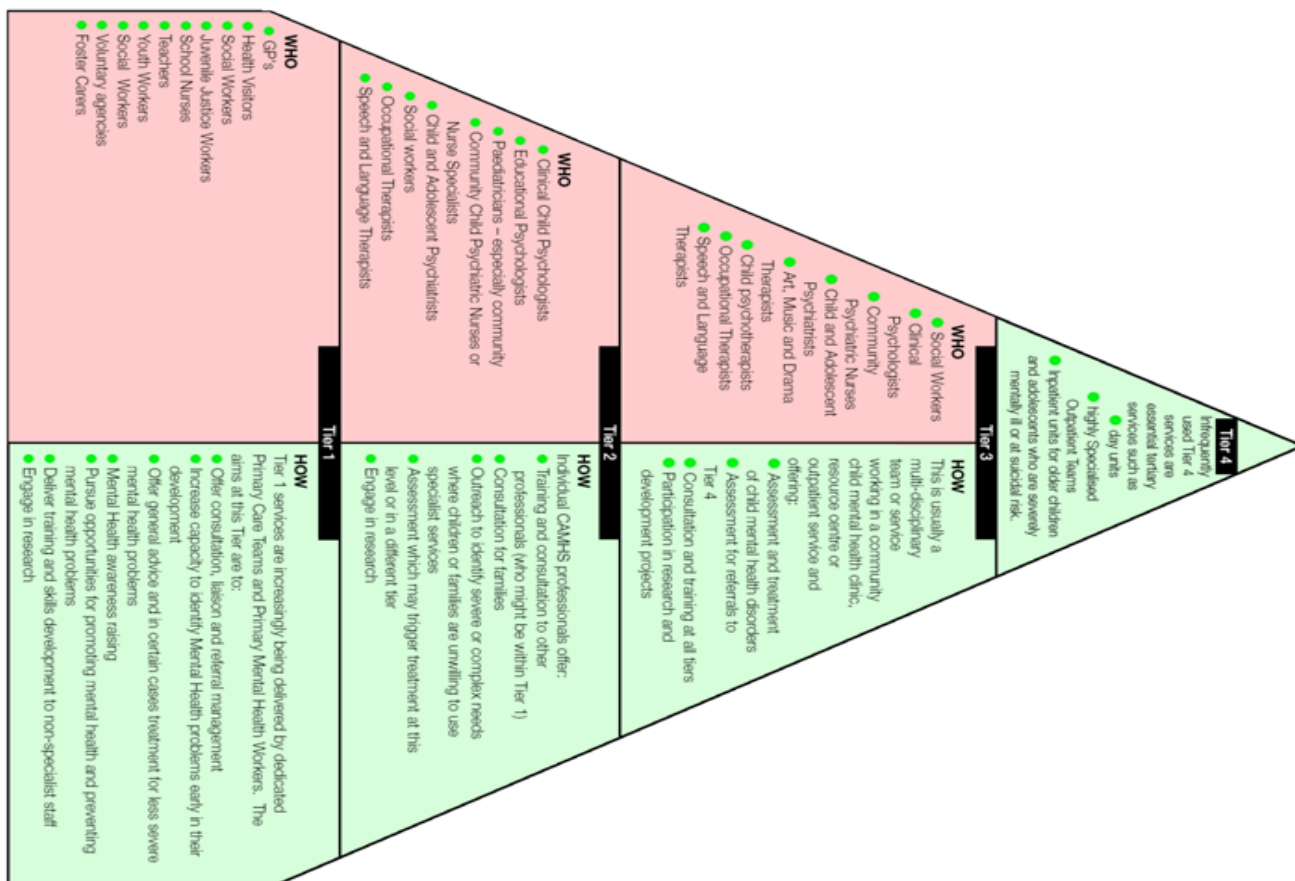 Tier 4
Infrequently
used Tier 4
services are
essential tertiary
services such as
day units
highly Specialised
Outpatient Teams
Inpatient units for older children
and adolescents who are severely
mentally ill or at suicidal risk.
Tier 3
WHO
Social Workers
Clinical
Psychologists
Community
Psychiatric Nurses
Child and Adolescent
Psychiatrists
Art, Music and Drama
Therapists
Child psychotherapists
Occupational Therapists
Speech and Language
Therapists
HOW
This is usually a
multi-disciplinary
team or service
working in a community
child mental health clinic,
resource centre or
outpatient service and
offering:
Assessment and treatment
of child mental health disorders
Assessment for referrals to
Tier 4
Consultation and training at all tiers
Participation in research and
development projects
Tier 2
WHO
Clinical Child Psychologists
Educational Psychologists
Paediatricians – especially community
Community Child Psychiatric Nurses or
Nurse Specialists
Child and Adolescent Psychiatrists
Social workers
Occupational Therapists
Speech and Language Therapists
HOW
Individual CAMHS professionals offer:
Training and consultation to other
professionals (who might be within Tier 1)
Consultation for families
Outreach to identify severe or complex needs
where children or families are unwilling to use
specialist services
Assessment which may trigger treatment at this
level or in a different tier
Engage in research
Tier 1
WHO
GP's
Health Visitors
Social Workers
Juvenile Justice Workers
School Nurses
Teachers
Youth Workers
Social Workers
Voluntary agencies
Foster Carers
HOW
Tier 1 services are increasingly being delivered by dedicated
Primary Care Teams and Primary Mental Health Workers. The
aims at this Tier are to:
Offer consultation, liaison and referral management
Increase capacity to identify Mental Health problems early in their
development
Offer general advice and in certain cases treatment for less severe
mental health problems
Mental Health awareness raising
Pursue opportunities for promoting mental health and preventing
mental health problems
Deliver training and skills development to non-specialist staff
Engage in research